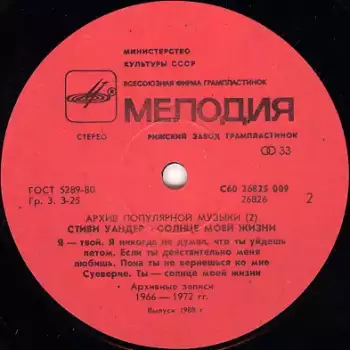 МИНИСТЕРСТВО
КУЛЬТУРЫ СССР
ВСЕСОЮЗНАЯ ФИРМА ГРАМПЛАСТИНОК
МЕЛОДИЯ
СТЕРЕО РИЖСКИЙ ЗАВОД ГРАМПЛАСТИНОК
33
ГОСТ 5289-80 С60 26825 009
Гр. 3. 3-25 26826 2
АРХИВ ПОПУЛЯРНОЙ МУЗЫКИ (2)
СТИВИ УАНДЕР - СОЛНЦЕ МОЕЙ ЖИЗНИ
Я — твой. Я никогда не думал, что ты уйдешь
летом. Если ты действительно меня
любишь. Пока ты не вернешься ко мне
Суеверие. Ты — солнце моей жизни
Архивные записи
1966 — 1972 гг.
Выпуск 1988 г